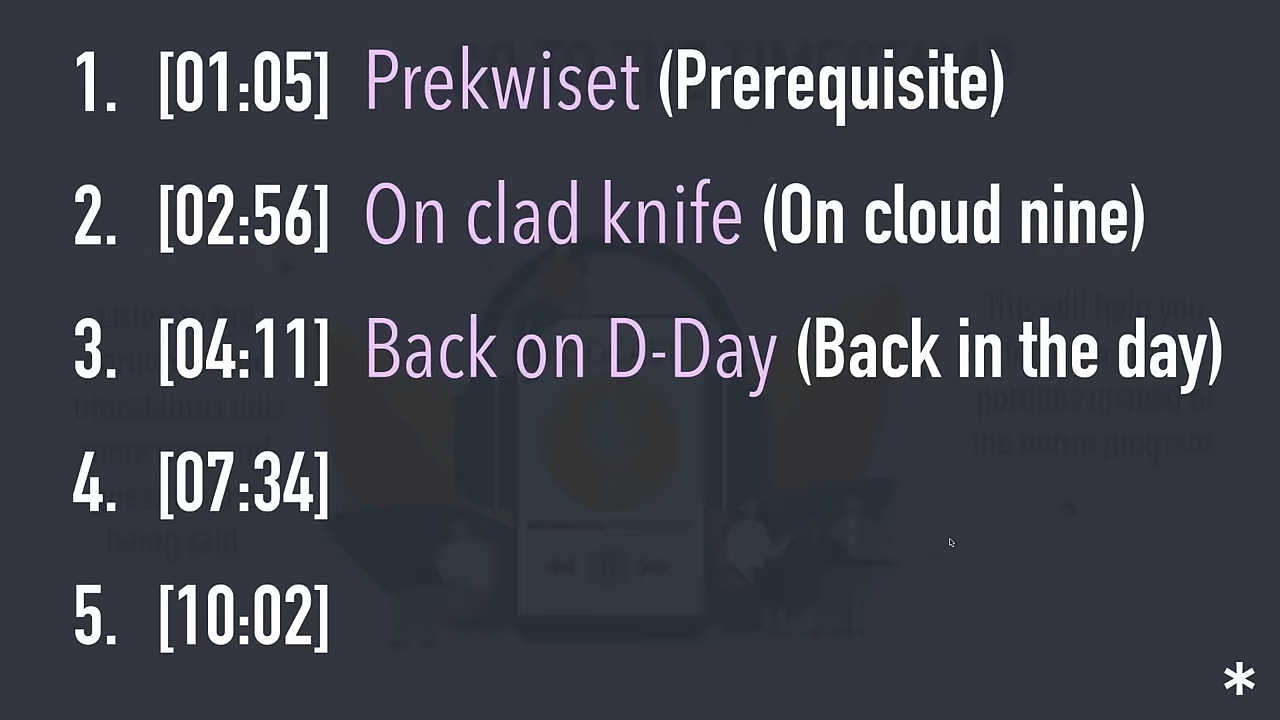 1. [01:05] Prekwiset (Prerequisite)
2. [02:56] On clad knife (On cloud nine)
3. [04:11] Back on D-Day (Back in the day)
4. [07:34]
5. [10:02]
*